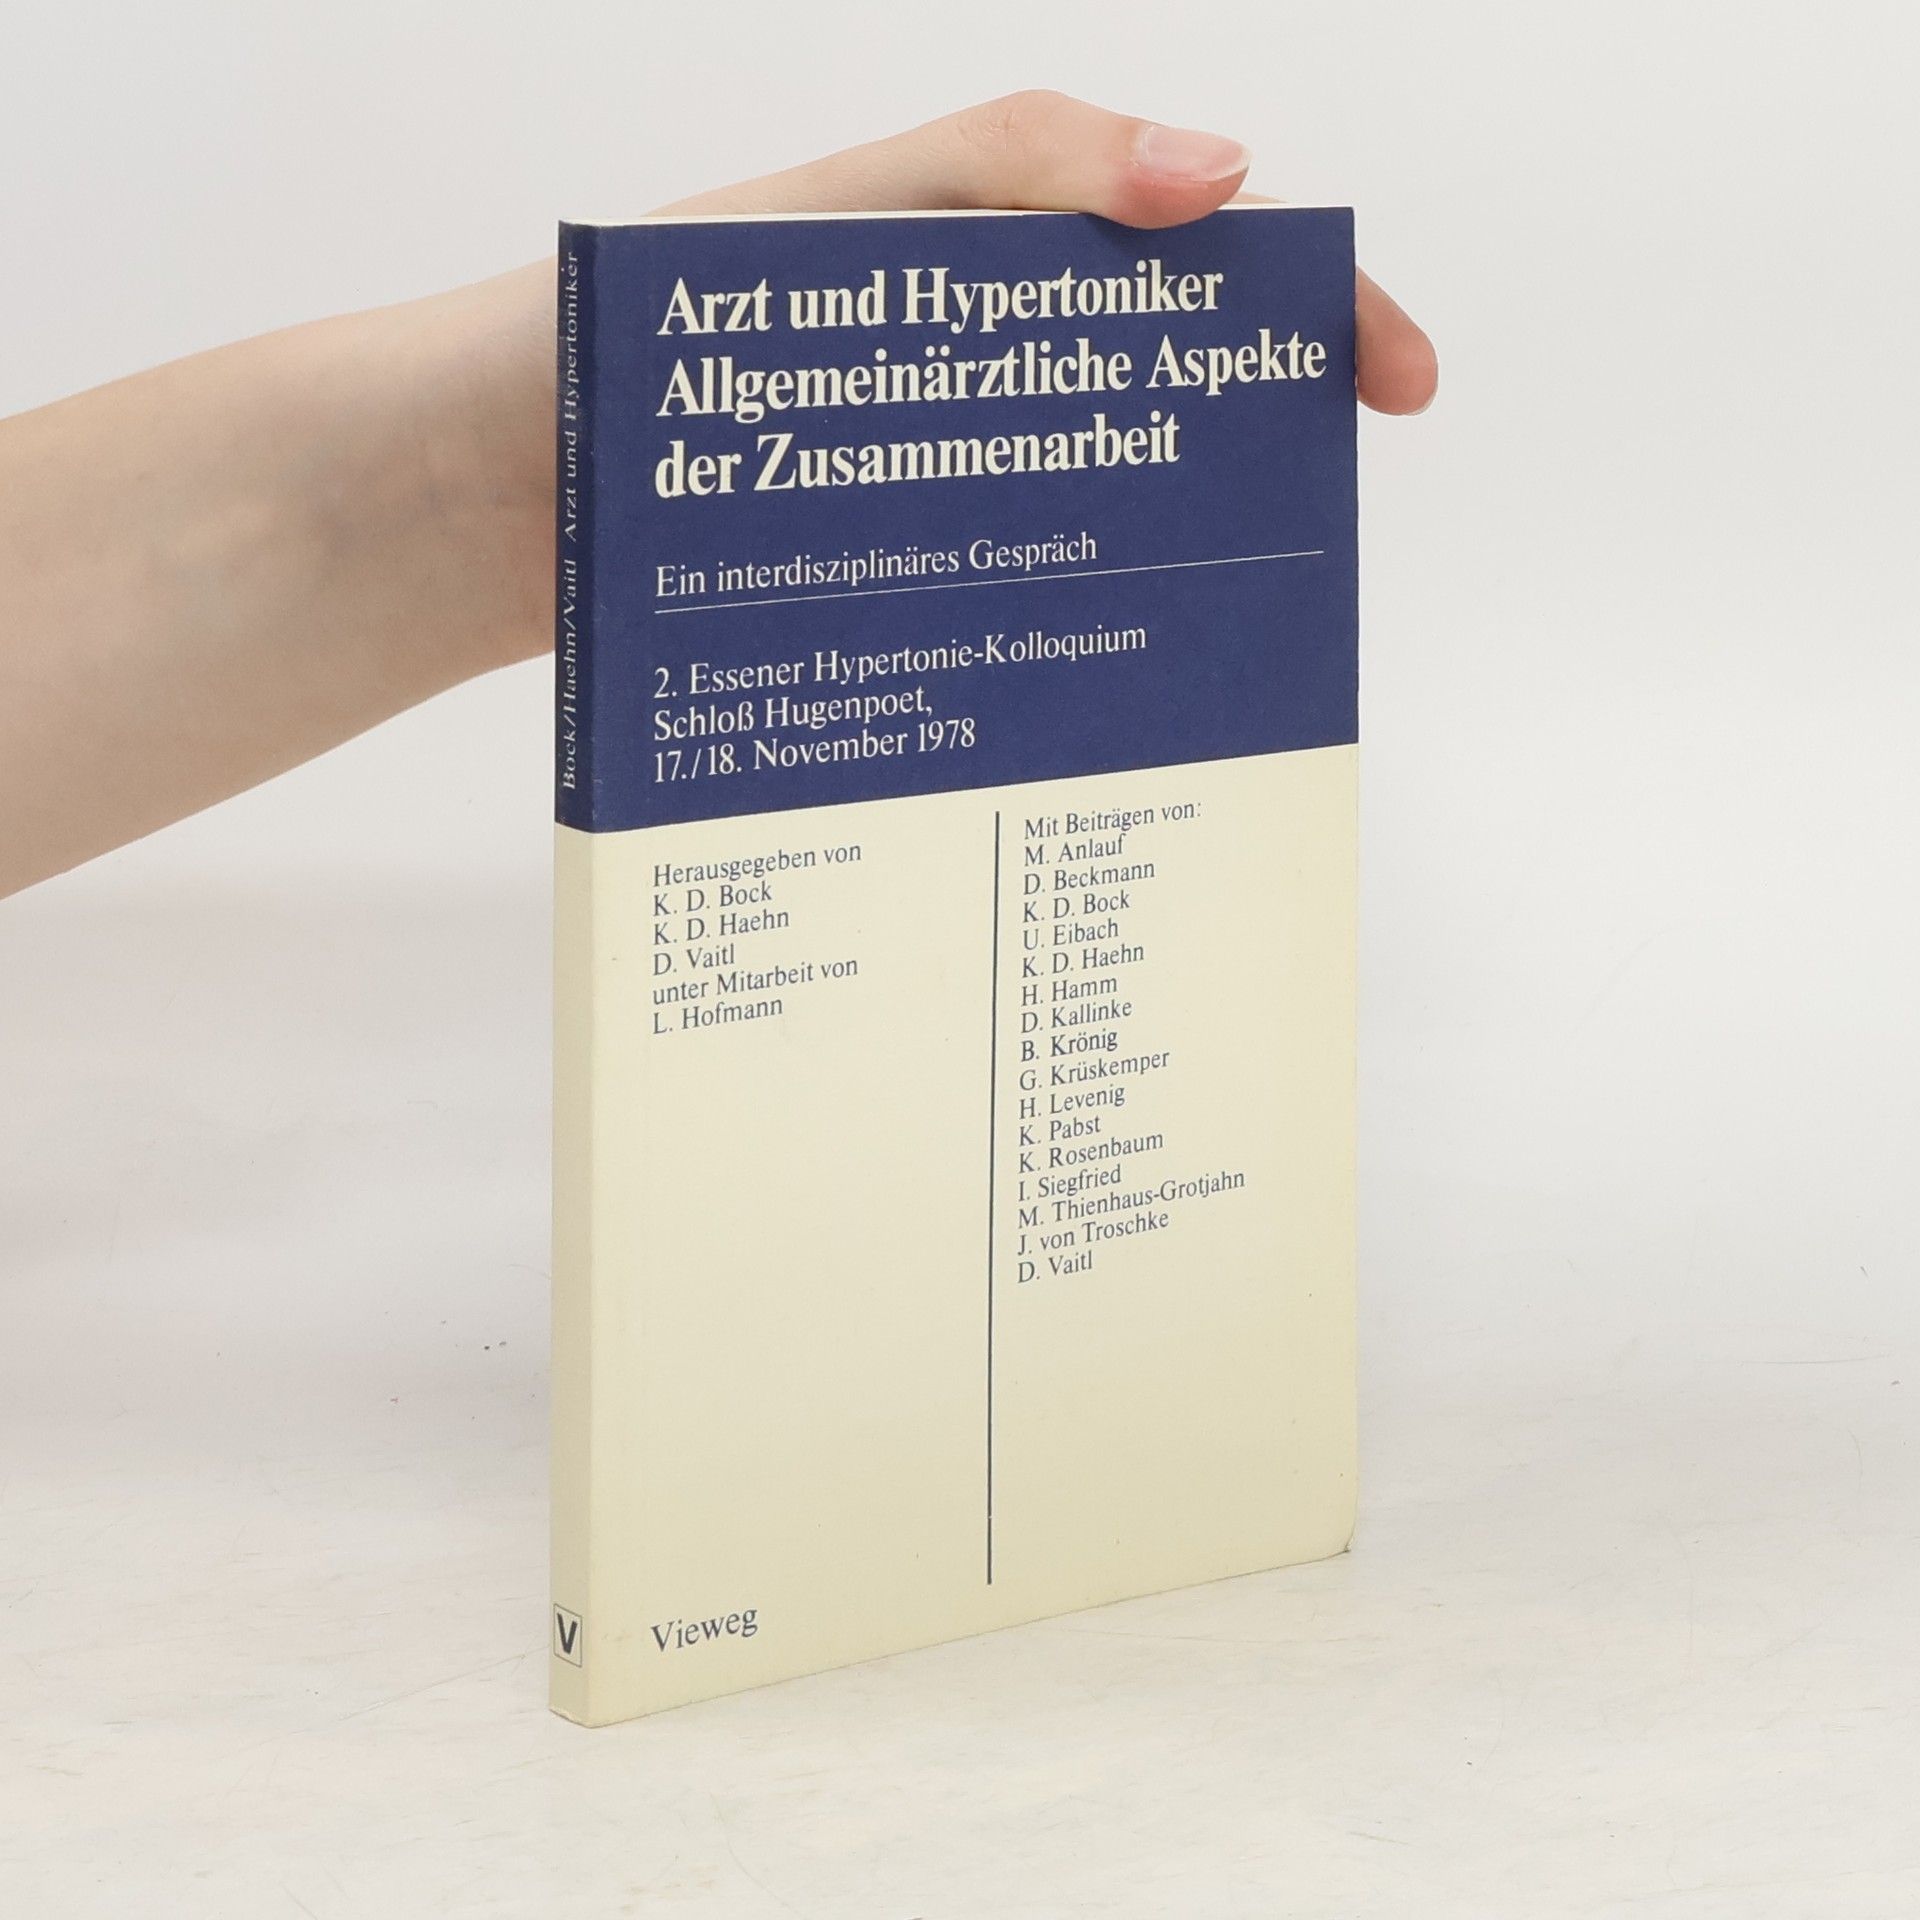 Bock/Haehn/Vaitl Arzt und Hypertoniker
Arzt und Hypertoniker
Allgemeinärztliche Aspekte
der Zusammenarbeit
Ein interdisziplinäres Gespräch
2. Essener Hypertonie-Kolloquium
Schloß Hugenpoet,
17./18. November 1978
Herausgegeben von
K. D. Bock
K. D. Haehn
D. Vaitl
unter Mitarbeit von
L. Hofmann
Mit Beiträgen von:
M. Anlauf
D. Beckmann
K. D. Bock
U. Eibach
K. D. Haehn
H. Hamm
D. Kallinke
B. Krönig
G. Krüskemper
H. Levenig
K. Pabst
K. Rosenbaum
I. Siegfried
M. Thienhaus-Grotjahn
J. von Troschke
D. Vaitl
V
Vieweg